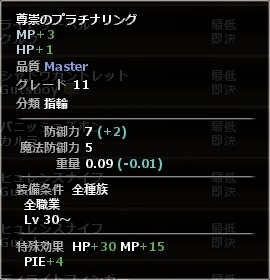 尊崇のプラチナリング
MP+3
HP+1
品質 Master
グレード 11
分類 指輪
防御力 7 (+2)
魔法防御力 5
重量 0.09 (-0.01)
装備条件 全種族
全職業
Lv 30～
特殊効果 HP+30 MP+15
PIE+4